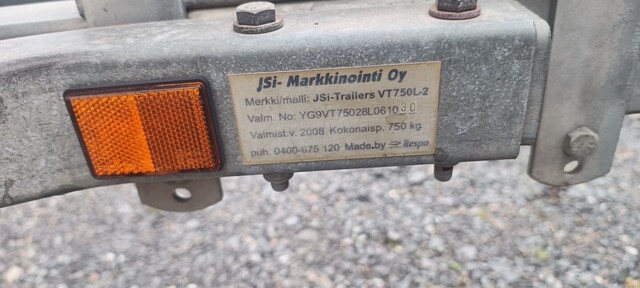 JSi- Markkinointi Oy
Merkki/malli: JSi-Trailers VT750L-2
Valm. No: YG9VT75028L061080
Valmist.v. 2008 Kokonaisp. 750 kg
puh. 0400-675 120 Made.by Respo